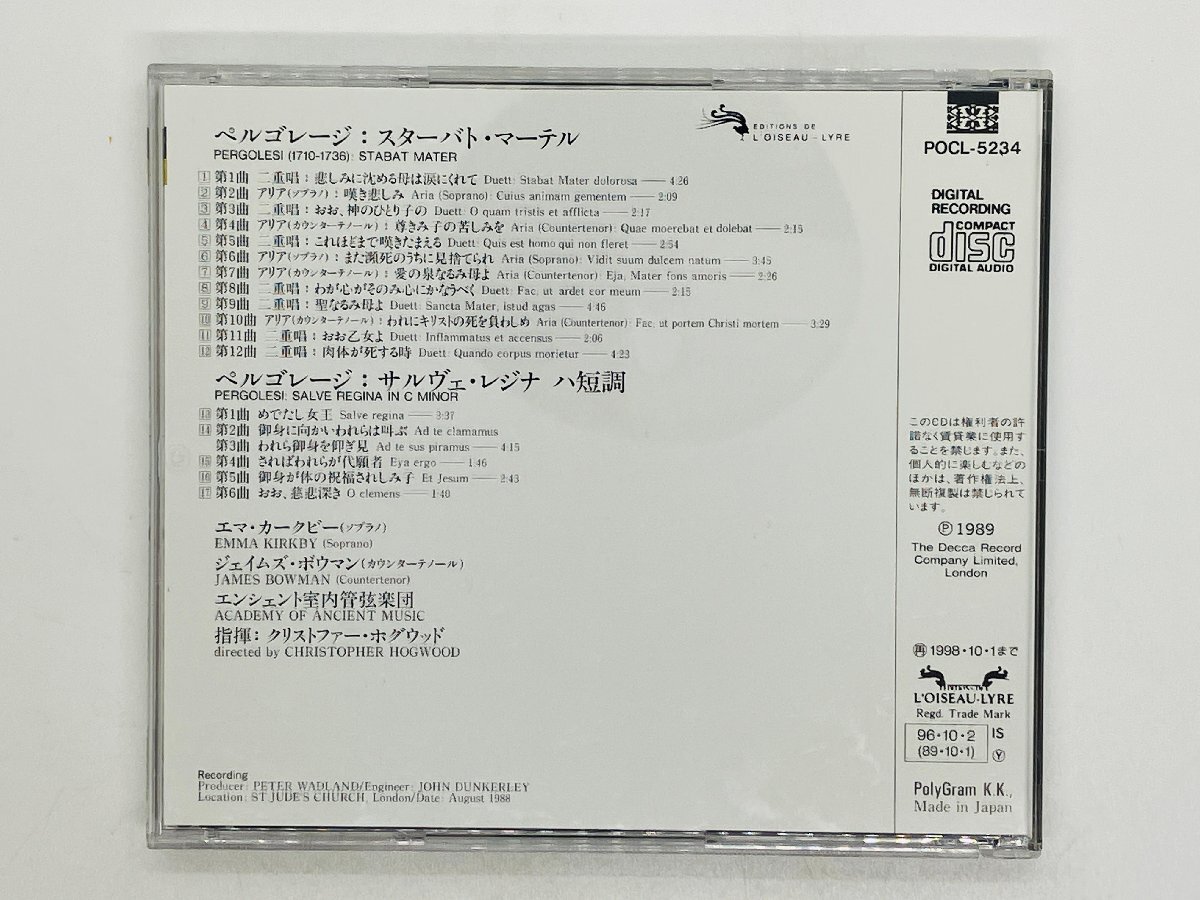 ペルゴレージ：スターバト・マーテル
PERGOLESI (1710-1736): STABAT MATER
1 第1曲 二重唱：悲しみに沈める母は涙にくれて Duett: Stabat Mater dolorosa — 4:26
2 第2曲 アリア(ソプラノ)：嘆き悲しみ Aria (Soprano): Cuius animam gementem — 2:09
3 第3曲 二重唱：おお、神のひとり子の Duett: O quam tristis et afflicta — 2:17
4 第4曲 アリア(カウンターテノール)：尊きみ子の苦しみを Aria (Countertenor): Quae moerebat et dolebat — 2:15
5 第5曲 二重唱：これほどまで嘆きたまえる Duett: Quis est homo qui non fleret — 2:54
6 第6曲 アリア(ソプラノ)：また瀕死のうちに見捨てられ Aria (Soprano): Vidit suum dulcem natum — 3:45
7 第7曲 アリア(カウンターテノール)：愛の泉なるみ母よ Aria (Countertenor): Eja, Mater fons amoris — 2:26
8 第8曲 二重唱：わが心がそのみ心にかなうべく Duett: Fac, ut ardet cor meum — 2:15
9 第9曲 二重唱：聖なるみ母よ Duett: Sancta Mater, istud agas — 4:46
10 第10曲 アリア(カウンターテノール)：われにキリストの死を負わしめ Aria (Countertenor): Fac, ut portem Christi mortem — 3:29
11 第11曲 二重唱：おお乙女よ Duett: Inflammatus et accensus — 2:06
12 第12曲 二重唱：肉体が死する時 Duett: Quando corpus morietur — 4:23
ペルゴレージ：サルヴェ・レジナ ハ短調
PERGOLESI: SALVE REGINA IN C MINOR
13 第1曲 めでたし女王 Salve regina — 3:37
14 第2曲 御身に向かいわれらは叫ぶ Ad te clamamus
第3曲 われら御身を仰ぎ見 Ad te sus piramus — 4:15
15 第4曲 さればわれらが代願者 Eya ergo — 1:46
16 第5曲 御身が体の祝福されしみ子 Et Jesum — 2:43
17 第6曲 おお、慈悲深き O clemens — 1:40
エマ・カークビー(ソプラノ)
EMMA KIRKBY (Soprano)
ジェイムズ・ボウマン(カウンターテノール)
JAMES BOWMAN (Countertenor)
エンシェント室内管弦楽団
ACADEMY OF ANCIENT MUSIC
指揮：クリストファー・ホグウッド
directed by CHRISTOPHER HOGWOOD
Recording
Producer: PETER WADLAND/Engineer: JOHN DUNKERLEY
Location: ST.JUDE'S CHURCH, London/Date: August 1988
EDITIONS DE
L'OISEAU-LYRE
POCL-5234
DIGITAL
RECORDING
COMPACT
disc
DIGITAL AUDIO
このCDは権利者の許
諾なく賃貸業に使用す
ることを禁じます。また、
個人的に楽しむなどの
ほかは、著作権法上、
無断複製は禁じられて
います。
Ⓟ 1989
The Decca Record
Company Limited,
London
㊢1998・10・1まで
L'OISEAU-LYRE
Regd. Trade Mark
96・10・2 IS
(89・10・1) Ⓨ
PolyGram K.K.,
Made in Japan